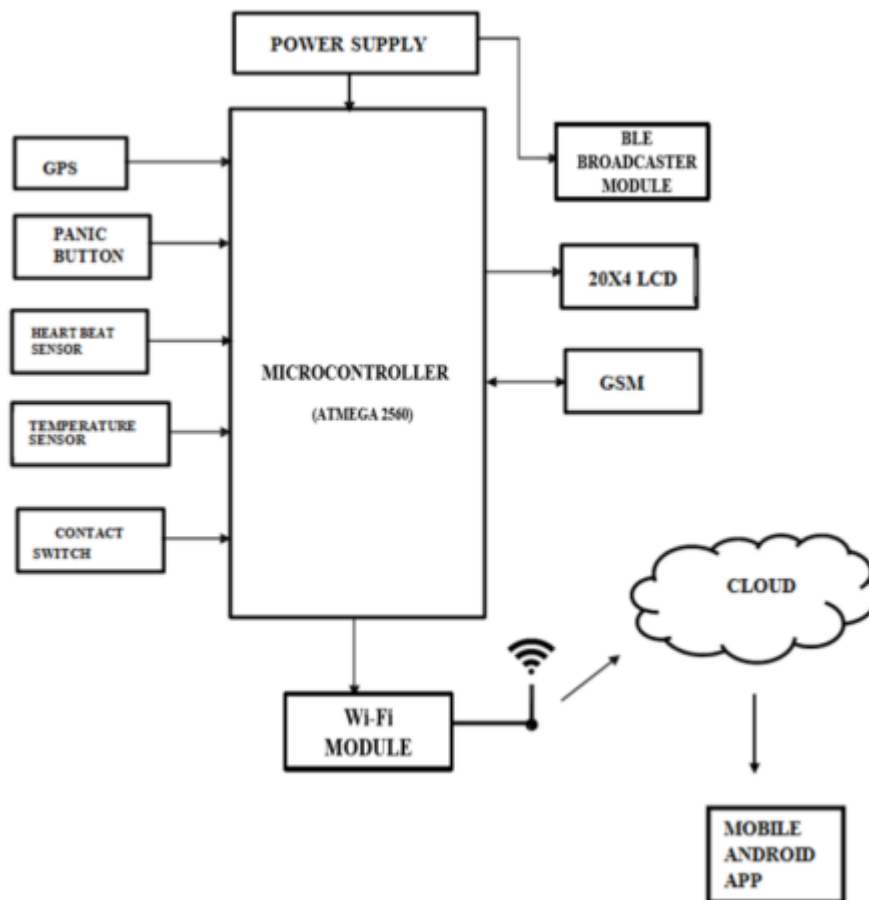 POWER SUPPLY
BLE
BROADCASTER
MODULE
GPS
PANIC
BUTTON
20X4 LCD
HEART BEAT
SENSOR
MICROCONTROLLER
(ATMEGA 2560)
GSM
TEMPERATURE
SENSOR
CONTACT
SWITCH
CLOUD
Wi-Fi
MODULE
MOBILE
ANDROID
APP